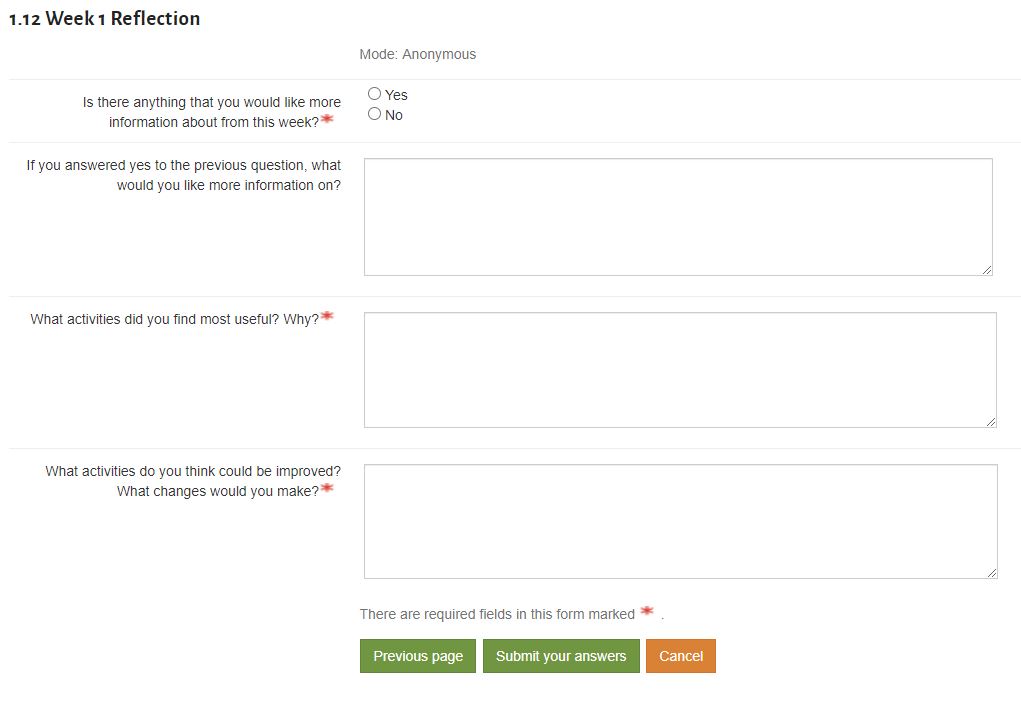 1.12 Week 1 Reflection
Mode: Anonymous
Is there anything that you would like more
information about from this week?*
Yes
No
If you answered yes to the previous question, what
would you like more information on?
What activities did you find most useful? Why?*
What activities do you think could be improved?
What changes would you make?*
There are required fields in this form marked * .
Previous page
Submit your answers
Cancel